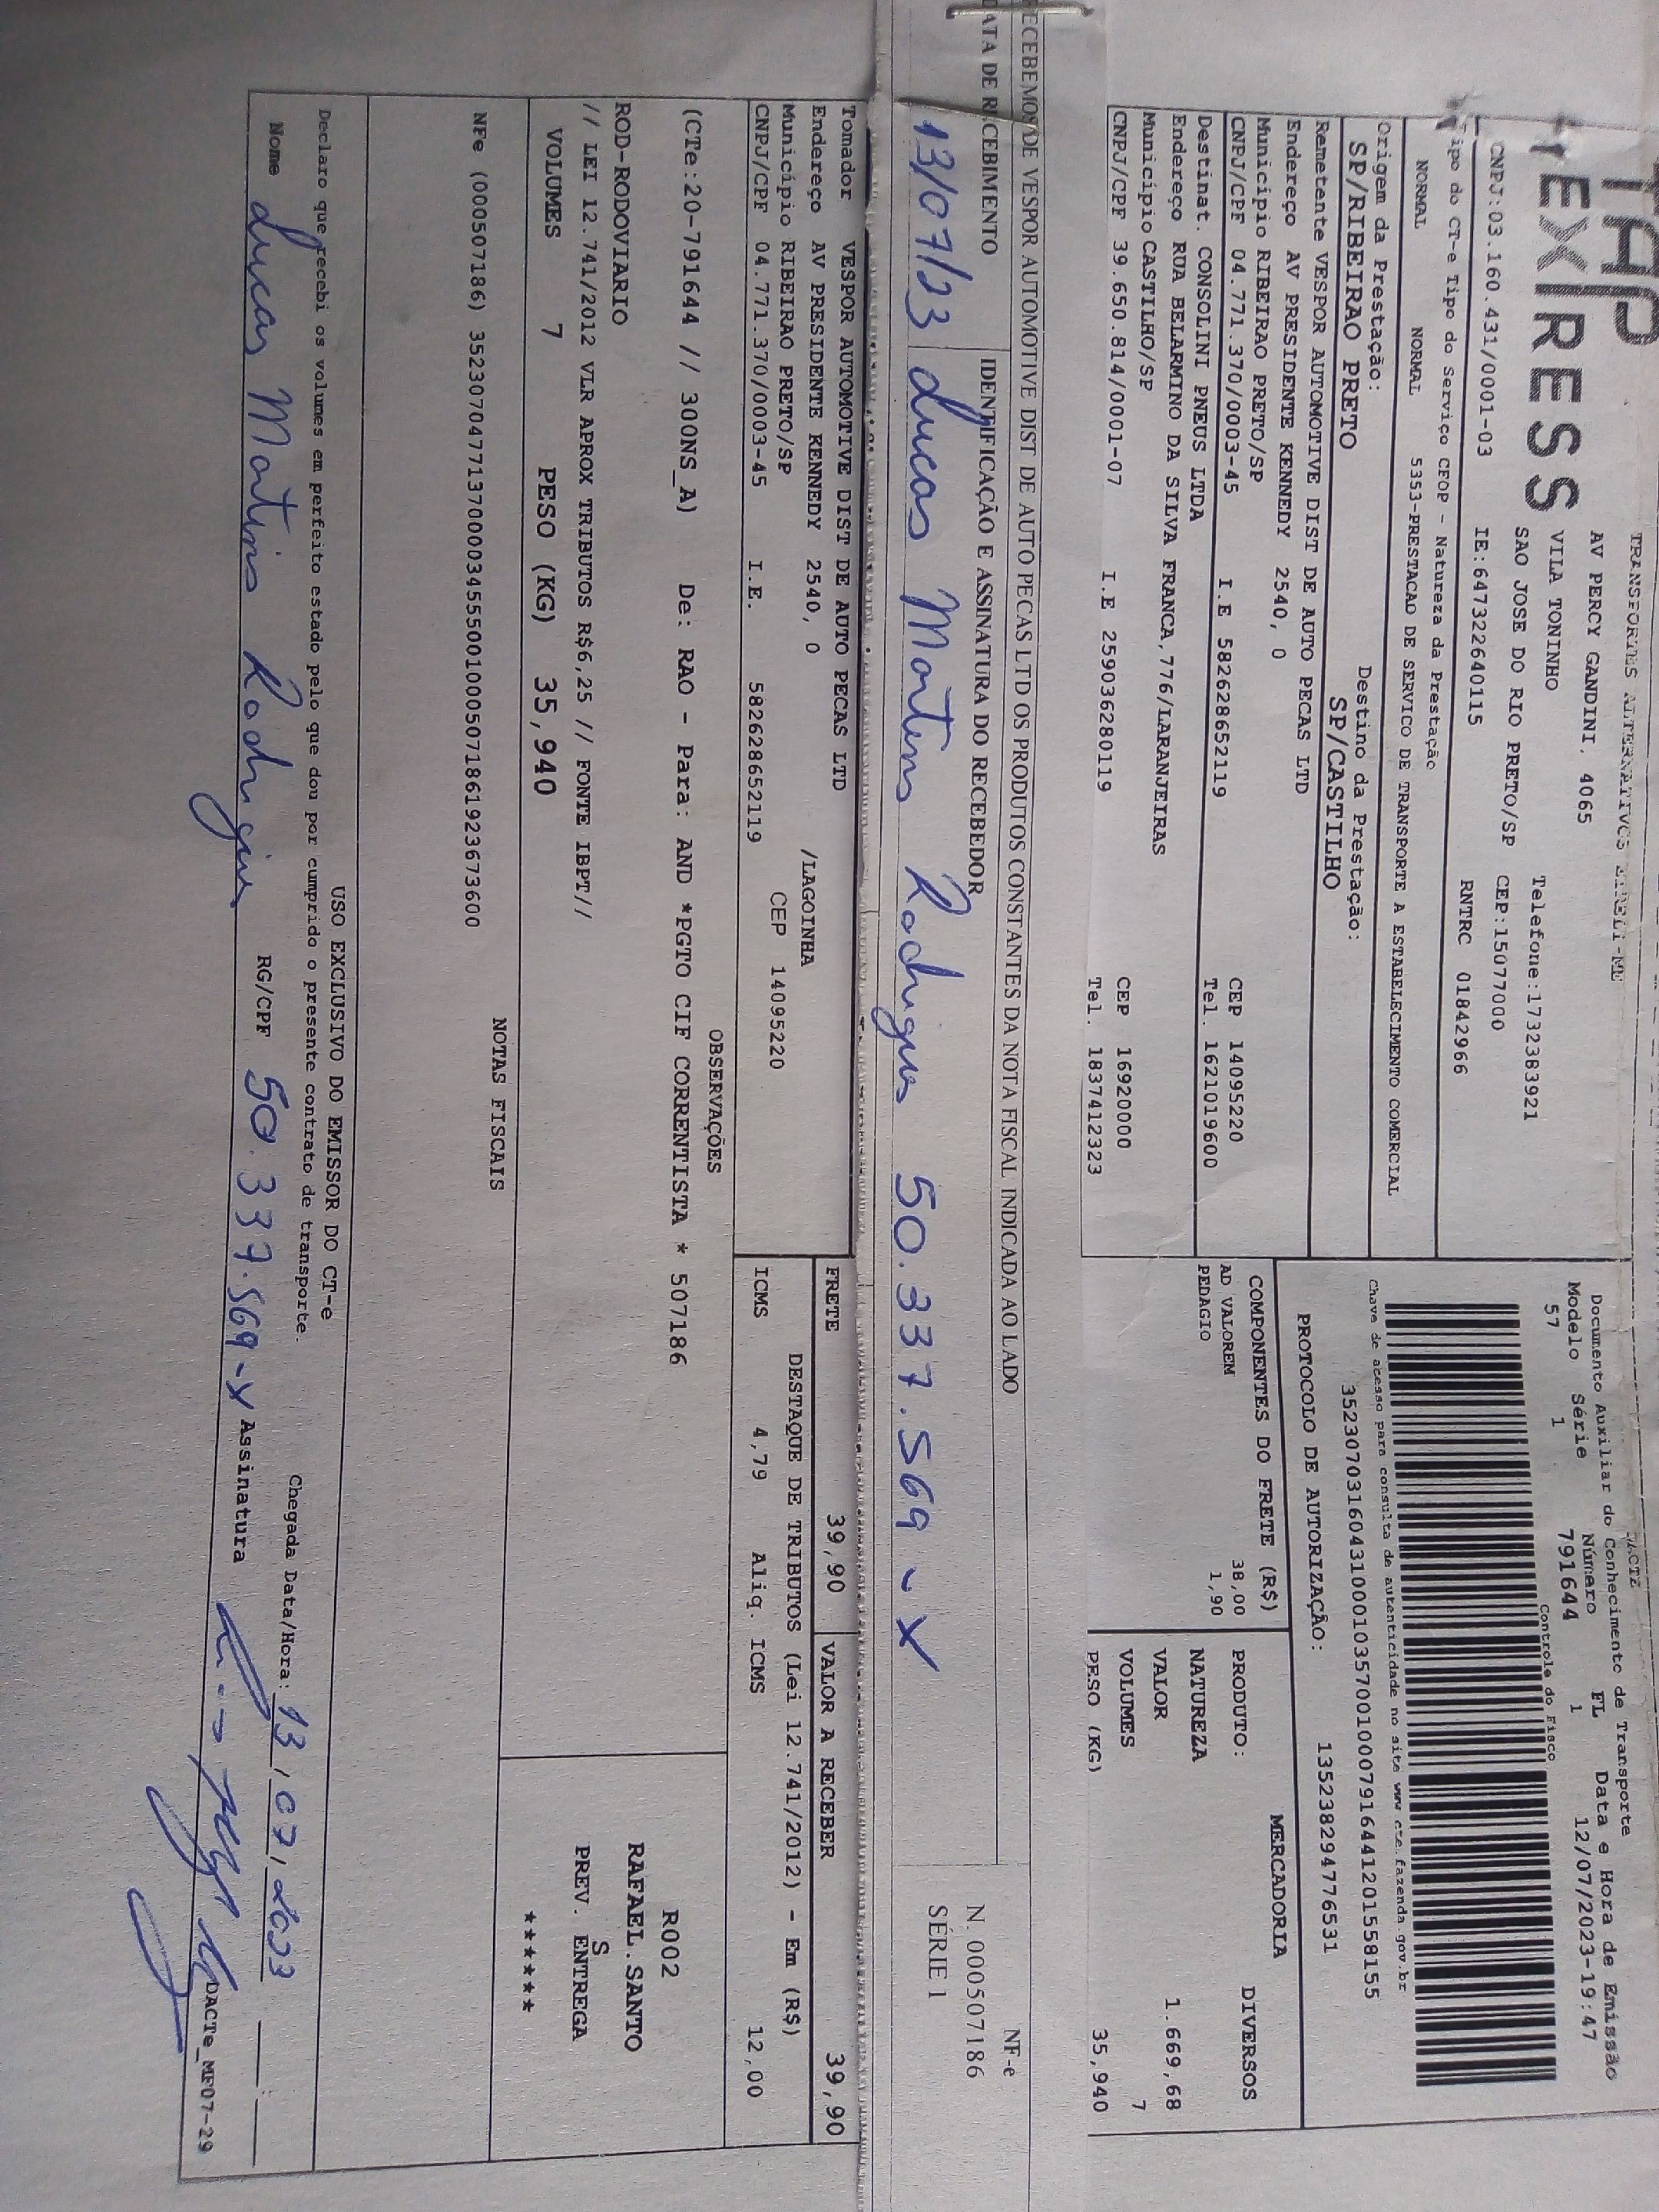 TAP
EXPRESS
TRANSPORTES ALTERNATIVOS EIRELI-ME
AV PERCY GANDINI, 4065
VILA TONINHO
Telefone:1732383921
SAO JOSE DO RIO PRETO/SP CEP:15077000
CNPJ:03.160.431/0001-03 IE:647322640115 RNTRC 01842966
Tipo do CT-e Tipo do Serviço CFOP - Natureza da Prestação
NORMAL NORMAL 5353-PRESTACAO DE SERVICO DE TRANSPORTE A ESTABELECIMENTO COMERCIAL
Origem da Prestação: Destino da Prestação:
SP/RIBEIRAO PRETO SP/CASTILHO
Remetente VESPOR AUTOMOTIVE DIST DE AUTO PECAS LTD
Endereço AV PRESIDENTE KENNEDY 2540, 0
Município RIBEIRAO PRETO/SP CEP 14095220
CNPJ/CPF 04.771.370/0003-45 I.E 582628652119 Tel. 1621019600
Destinat. CONSOLINI PNEUS LTDA
Endereço RUA BELARMINO DA SILVA FRANCA,776/LARANJEIRAS
Município CASTILHO/SP CEP 16920000
CNPJ/CPF 39.650.814/0001-07 I.E 259036280119 Tel. 1837412323
DACTE
Documento Auxiliar do Conhecimento de Transporte
Modelo Série Número FL Data e Hora de Emissão
57 1 791644 1 12/07/2023-19:47
Controle do Fisco
Chave de acesso para consulta de autenticidade no site www.cte.fazenda.gov.br
35230703160431000103570010007916441201558155
PROTOCOLO DE AUTORIZAÇÃO: 135238294776531
COMPONENTES DO FRETE (R$)
AD VALOREM 38,00
PEDAGIO 1,90
MERCADORIA
PRODUTO: DIVERSOS
NATUREZA
VALOR 1.669,68
VOLUMES 7
PESO (KG) 35,940
RECEBEMOS DE VESPOR AUTOMOTIVE DIST DE AUTO PECAS LTD OS PRODUTOS CONSTANTES DA NOTA FISCAL INDICADA AO LADO
DATA DE RECEBIMENTO IDENTIFICAÇÃO E ASSINATURA DO RECEBEDOR
13/07/23 Lucas Martins Rodrigues 50.337.569-X
NF-e
N. 000507186
SÉRIE 1
Tomador VESPOR AUTOMOTIVE DIST DE AUTO PECAS LTD
Endereço AV PRESIDENTE KENNEDY 2540, 0 /LAGOINHA
Município RIBEIRAO PRETO/SP CEP 14095220
CNPJ/CPF 04.771.370/0003-45 I.E. 582628652119
FRETE 39,90 VALOR A RECEBER 39,90
DESTAQUE DE TRIBUTOS (Lei 12.741/2012) - Em (R$)
ICMS 4,79 Aliq. ICMS 12,00
OBSERVAÇÕES
(CTe:20-791644 // 300NS_A) De: RAO - Para: AND *PGTO CIF CORRENTISTA * 507186
ROD-RODOVIARIO
// LEI 12.741/2012 VLR APROX TRIBUTOS R$6,25 // FONTE IBPT//
VOLUMES 7 PESO (KG) 35,940
R002
RAFAEL.SANTO
S
PREV. ENTREGA
******
NOTAS FISCAIS
NFe (000507186) 35230704771370000345550010005071861923673600
USO EXCLUSIVO DO EMISSOR DO CT-e
Declaro que recebi os volumes em perfeito estado pelo que dou por cumprido o presente contrato de transporte.
Chegada Data/Hora: 13/07/2023 __:__
Nome Lucas Martins Rodrigues RG/CPF 50.337.569-X Assinatura
DACTe_MF07-29